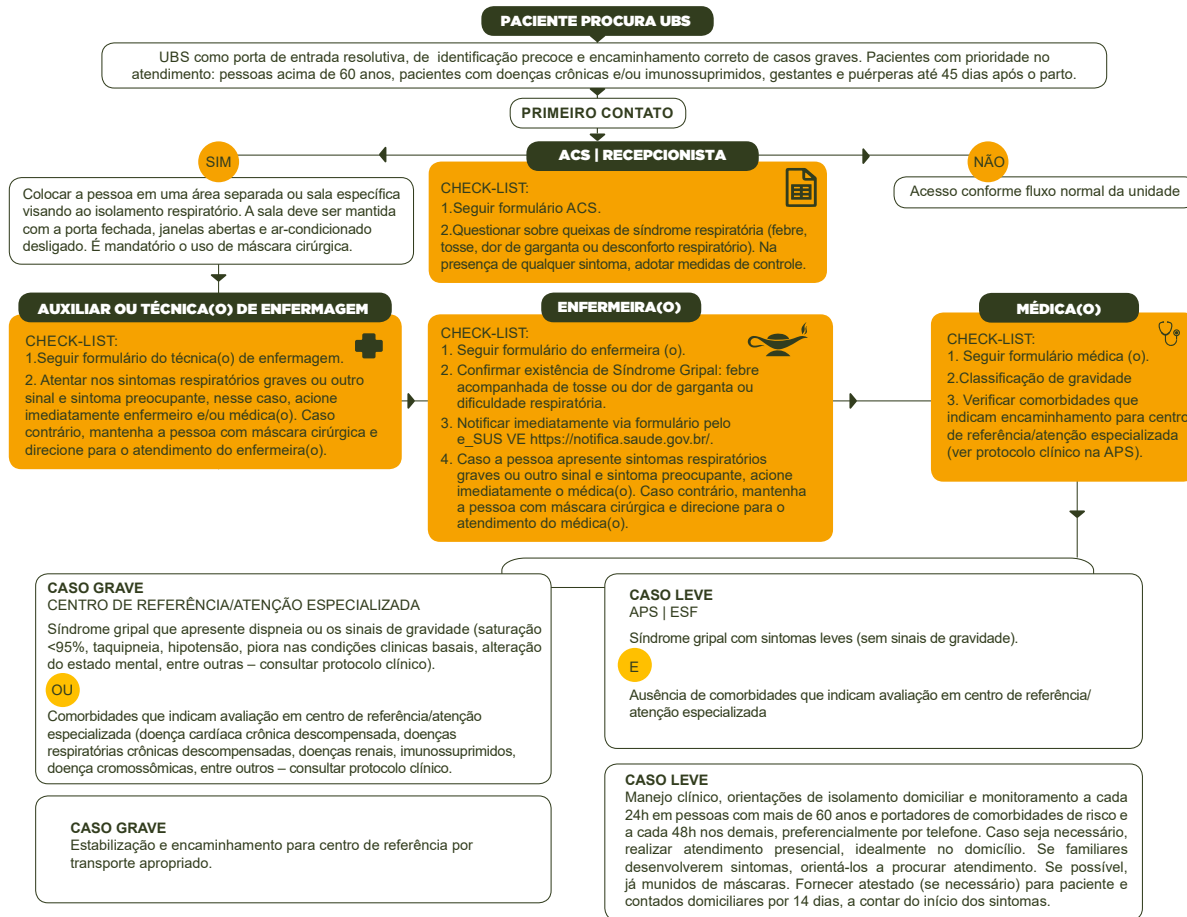 PACIENTE PROCURA UBS
UBS como porta de entrada resolutiva, de identificação precoce e encaminhamento correto de casos graves. Pacientes com prioridade no
atendimento: pessoas acima de 60 anos, pacientes com doenças crônicas e/ou imunossuprimidos, gestantes e puérperas até 45 dias após o parto.
PRIMEIRO CONTATO
ACS | RECEPCIONISTA
CHECK-LIST:
1.Seguir formulário ACS.
2.Questionar sobre queixas de síndrome respiratória (febre,
tosse, dor de garganta ou desconforto respiratório). Na
presença de qualquer sintoma, adotar medidas de controle.
SIM
Colocar a pessoa em uma área separada ou sala específica
visando ao isolamento respiratório. A sala deve ser mantida
com a porta fechada, janelas abertas e ar-condicionado
desligado. É mandatório o uso de máscara cirúrgica.
NÃO
Acesso conforme fluxo normal da unidade
AUXILIAR OU TÉCNICA(O) DE ENFERMAGEM
CHECK-LIST:
1.Seguir formulário do técnica(o) de enfermagem.
2. Atentar nos sintomas respiratórios graves ou outro
sinal e sintoma preocupante, nesse caso, acione
imediatamente enfermeiro e/ou médica(o). Caso
contrário, mantenha a pessoa com máscara cirúrgica e
direcione para o atendimento do enfermeira(o).
ENFERMEIRA(O)
CHECK-LIST:
1. Seguir formulário do enfermeira (o).
2. Confirmar existência de Síndrome Gripal: febre
acompanhada de tosse ou dor de garganta ou
dificuldade respiratória.
3. Notificar imediatamente via formulário pelo
e_SUS VE https://notifica.saude.gov.br/.
4. Caso a pessoa apresente sintomas respiratórios
graves ou outro sinal e sintoma preocupante, acione
imediatamente o médica(o). Caso contrário, mantenha
a pessoa com máscara cirúrgica e direcione para o
atendimento do médica(o).
MÉDICA(O)
CHECK-LIST:
1. Seguir formulário médica (o).
2.Classificação de gravidade
3. Verificar comorbidades que
indicam encaminhamento para centro
de referência/atenção especializada
(ver protocolo clínico na APS).
CASO GRAVE
CENTRO DE REFERÊNCIA/ATENÇÃO ESPECIALIZADA
Síndrome gripal que apresente dispneia ou os sinais de gravidade (saturação
<95%, taquipneia, hipotensão, piora nas condições clinicas basais, alteração
do estado mental, entre outras – consultar protocolo clínico).
OU
Comorbidades que indicam avaliação em centro de referência/atenção
especializada (doença cardíaca crônica descompensada, doenças
respiratórias crônicas descompensadas, doenças renais, imunossuprimidos,
doença cromossômicas, entre outros – consultar protocolo clínico.
CASO GRAVE
Estabilização e encaminhamento para centro de referência por
transporte apropriado.
CASO LEVE
APS | ESF
Síndrome gripal com sintomas leves (sem sinais de gravidade).
E
Ausência de comorbidades que indicam avaliação em centro de referência/
atenção especializada
CASO LEVE
Manejo clínico, orientações de isolamento domiciliar e monitoramento a cada
24h em pessoas com mais de 60 anos e portadores de comorbidades de risco e
a cada 48h nos demais, preferencialmente por telefone. Caso seja necessário,
realizar atendimento presencial, idealmente no domicílio. Se familiares
desenvolverem sintomas, orientá-los a procurar atendimento. Se possível,
já munidos de máscaras. Fornecer atestado (se necessário) para paciente e
contados domiciliares por 14 dias, a contar do início dos sintomas.